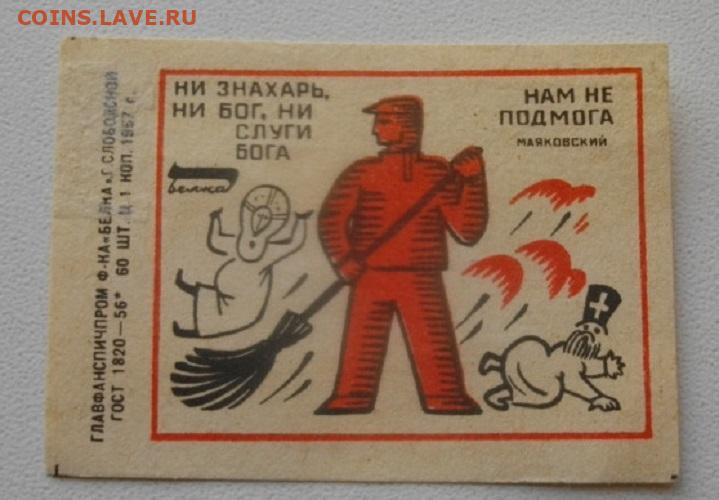 COINS.LAVE.RU
НИ ЗНАХАРЬ,
НИ БОГ, НИ
СЛУГИ
БОГА
НАМ НЕ
ПОДМОГА
МАЯКОВСКИЙ
белка
ГЛАВФАНСПИЧПРОМ Ф-КА «БЕЛКА» Г. СЛОБОДСКОЙ
ГОСТ 1820—56* 60 ШТ. Ц. 1 КОП. 1967 г.